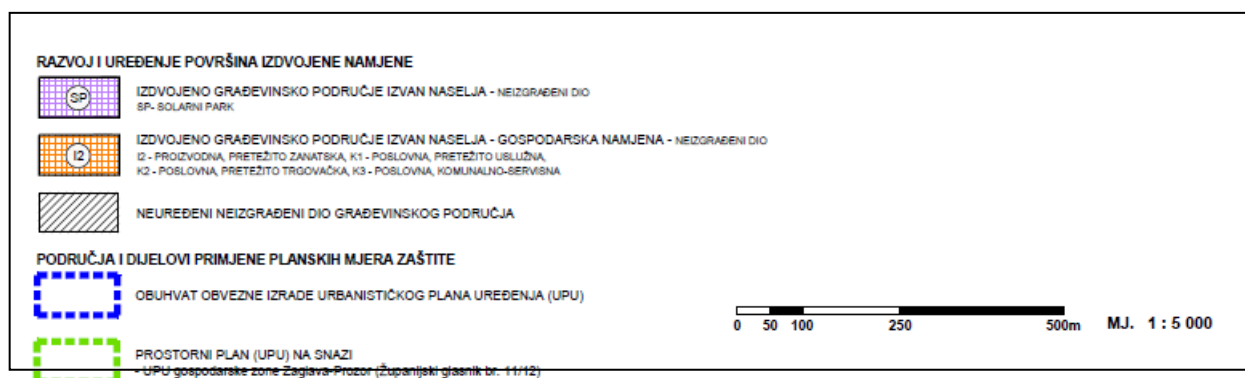 RAZVOJ I UREĐENJE POVRŠINA IZDVOJENE NAMJENE
SP
IZDVOJENO GRAĐEVINSKO PODRUČJE IZVAN NASELJA - NEIZGRAĐENI DIO
SP- SOLARNI PARK
I2
IZDVOJENO GRAĐEVINSKO PODRUČJE IZVAN NASELJA - GOSPODARSKA NAMJENA - NEIZGRAĐENI DIO
I2 - PROIZVODNA, PRETEŽITO ZANATSKA, K1 - POSLOVNA, PRETEŽITO USLUŽNA,
K2 - POSLOVNA, PRETEŽITO TRGOVAČKA, K3 - POSLOVNA, KOMUNALNO-SERVISNA
NEUREĐENI NEIZGRAĐENI DIO GRAĐEVINSKOG PODRUČJA
PODRUČJA I DIJELOVI PRIMJENE PLANSKIH MJERA ZAŠTITE
OBUHVAT OBVEZNE IZRADE URBANISTIČKOG PLANA UREĐENJA (UPU)
0 50 100 250 500m MJ. 1 : 5 000
PROSTORNI PLAN (UPU) NA SNAZI
- UPU gospodarske zone Zaglava-Prozor (Županijski glasnik br. 11/12)